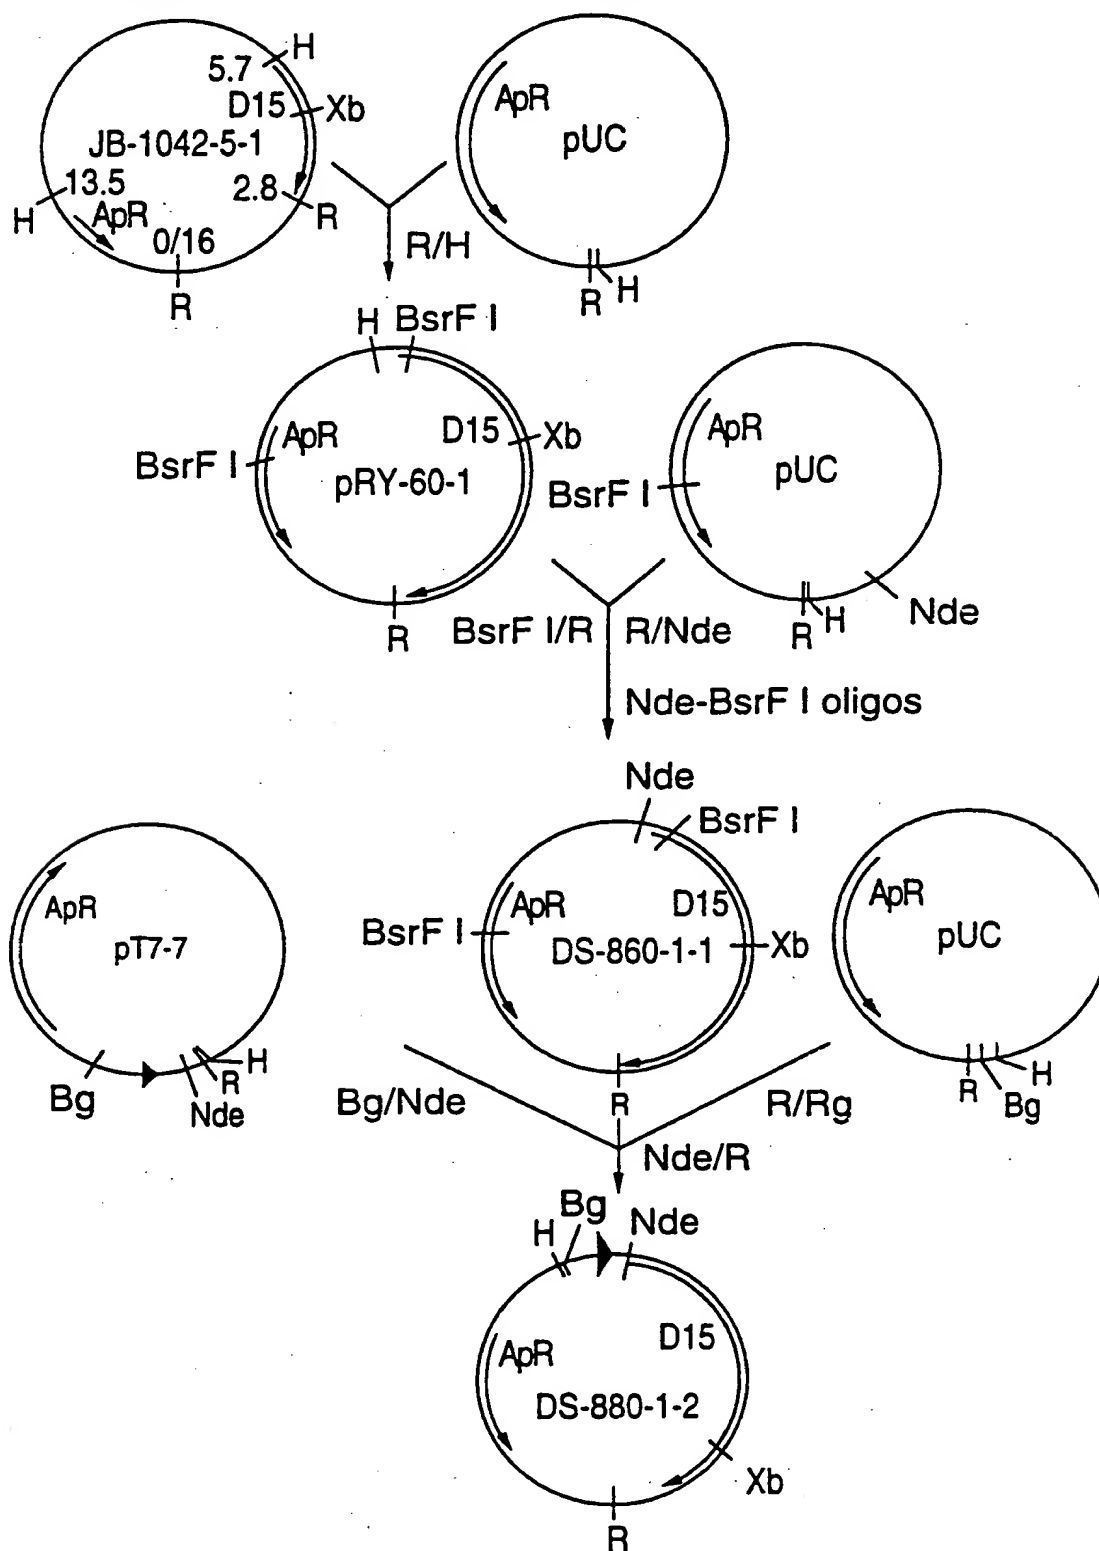 H
5.7
D15
Xb
JB-1042-5-1
13.5
H
ApR
2.8
R
0/16
R
ApR
pUC
R
H
R/H
H
BsrF I
BsrF I
ApR
D15
Xb
pRY-60-1
R
ApR
pUC
BsrF I
R
H
Nde
BsrF I/R
R/Nde
Nde-BsrF I oligos
ApR
pT7-7
Bg
Nde
R
H
Nde
BsrF I
BsrF I
ApR
D15
Xb
DS-860-1-1
R
ApR
pUC
R
Bg
H
Bg/Nde
R/Rg
Nde/R
H
Bg
Nde
ApR
D15
DS-880-1-2
Xb
R